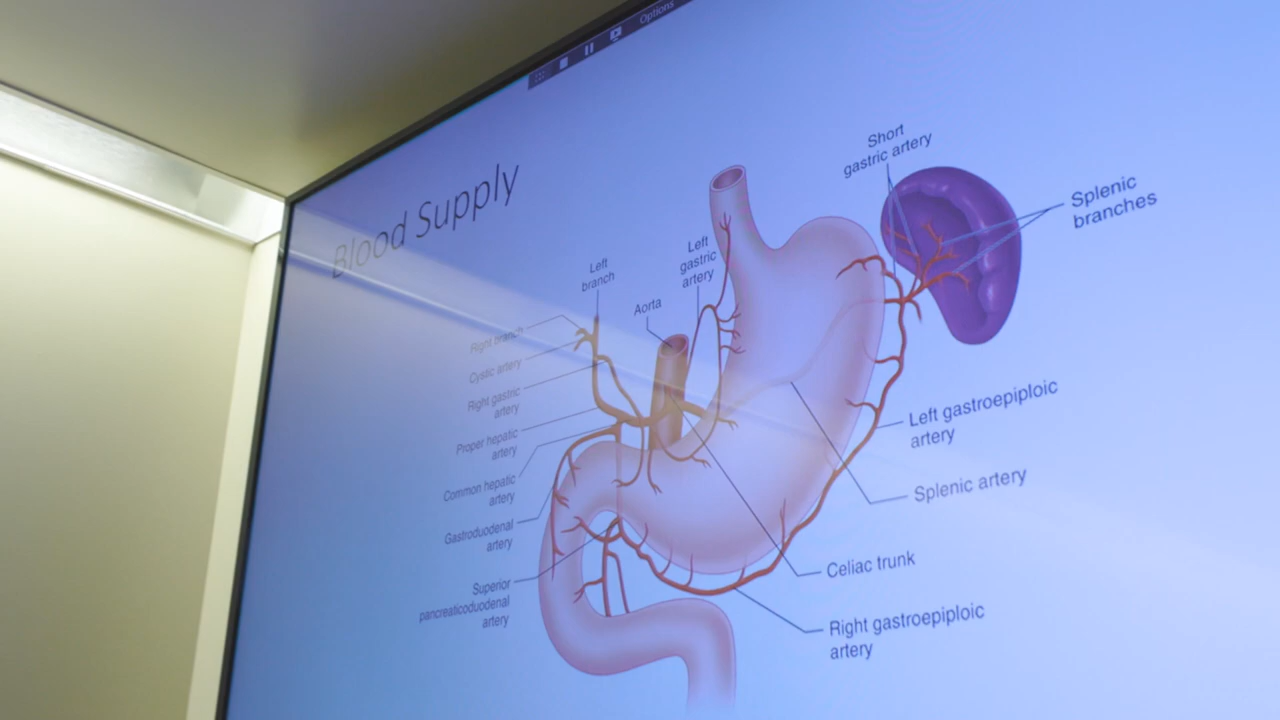 Options
Blood Supply
Short
gastric artery
Splenic
branches
Left
gastric
artery
Left
branch
Aorta
Right branch
Cystic artery
Right gastric
artery
Proper hepatic
artery
Common hepatic
artery
Gastroduodenal
artery
Superior
pancreaticoduodenal
artery
Left gastroepiploic
artery
Splenic artery
Celiac trunk
Right gastroepiploic
artery